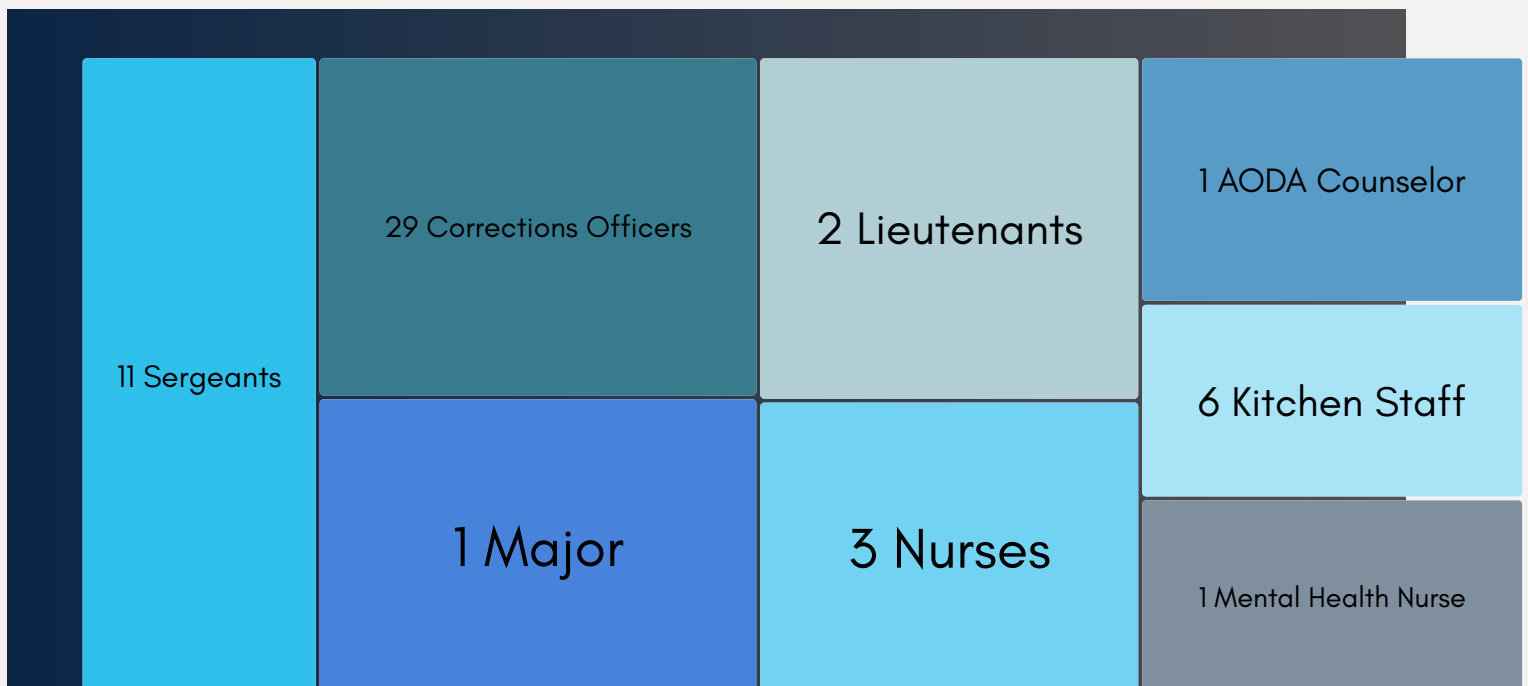 11 Sergeants
29 Corrections Officers
1 Major
2 Lieutenants
3 Nurses
1 AODA Counselor
6 Kitchen Staff
1 Mental Health Nurse